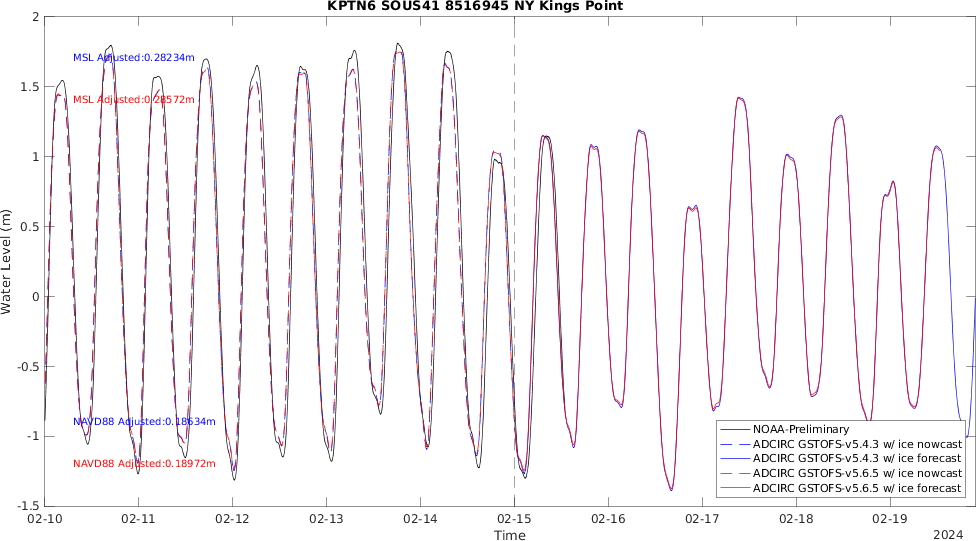 KPTN6 SOUS41 8516945 NY Kings Point
2
MSL Adjusted:0.28234m
1.5
MSL Adjusted:0.28572m
1
0.5
Water Level (m)
0
-0.5
NAVD88 Adjusted:0.18634m
-1
NAVD88 Adjusted:0.18972m
-1.5
NOAA-Preliminary
ADCIRC GSTOFS-v5.4.3 w/ ice nowcast
ADCIRC GSTOFS-v5.4.3 w/ ice forecast
ADCIRC GSTOFS-v5.6.5 w/ ice nowcast
ADCIRC GSTOFS-v5.6.5 w/ ice forecast
02-10 02-11 02-12 02-13 02-14 02-15 02-16 02-17 02-18 02-19
Time
2024